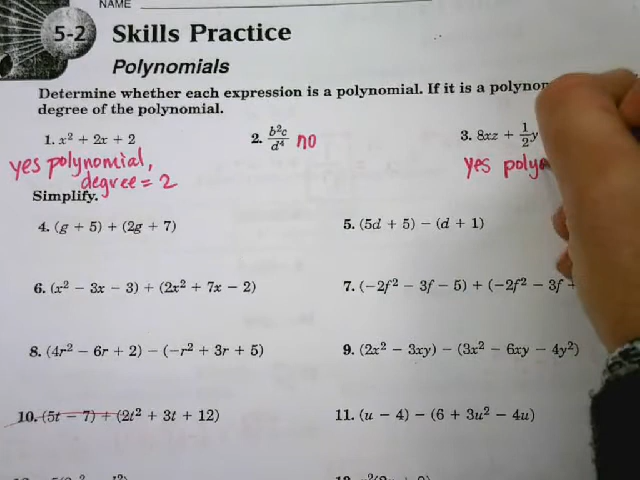 NAME
5-2 Skills Practice
Polynomials
Determine whether each expression is a polynomial. If it is a
degree of the polynomial.
1. x² + 2x + 2
2. b²c/d⁴ no
3. 8xz + 1/2 y
yes polynomial,
degree = 2
yes
Simplify.
4. (g + 5) + (2g + 7)
5. (5d + 5) − (d + 1)
6. (x² − 3x − 3) + (2x² + 7x − 2)
7. (−2f² − 3f − 5) + (−2f² − 3f +
8. (4r² − 6r + 2) − (−r² + 3r + 5)
9. (2x² − 3xy) − (3x² − 6xy − 4y²)
10. (5t − 7) + (2t² + 3t + 12)
11. (u − 4) − (6 + 3u² − 4u)